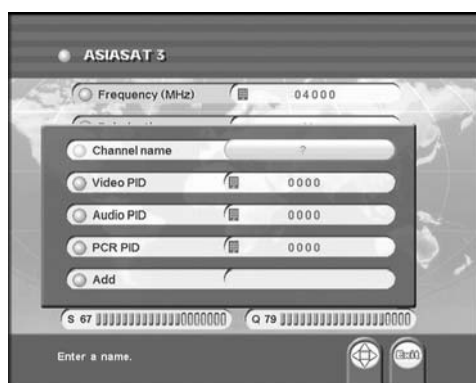 ASIASAT 3
Frequency (MHz) 04000
Channel name ?
Video PID 0000
Audio PID 0000
PCR PID 0000
Add
S 67 Q 79
Enter a name.